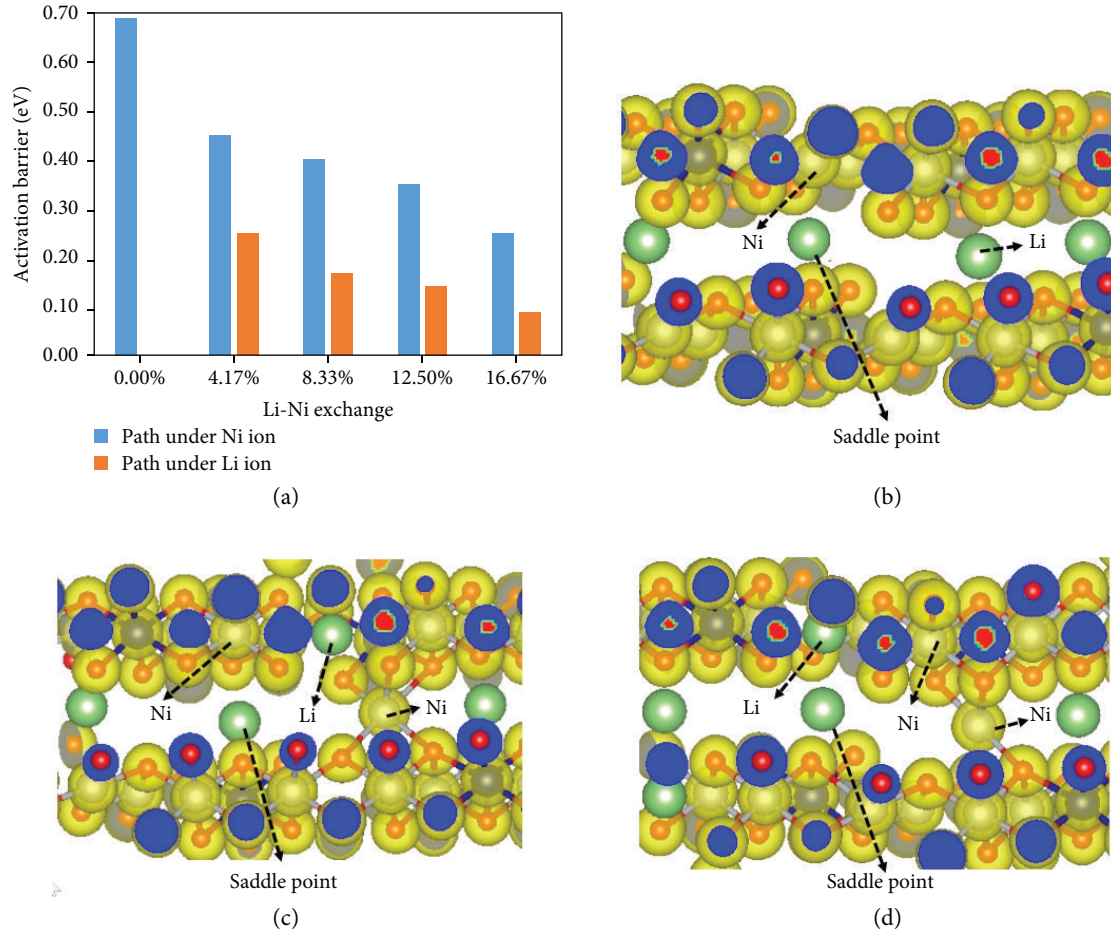 0.70
0.60
0.50
0.40
0.30
0.20
0.10
0.00
Activation barrier (eV)
0.00% 4.17% 8.33% 12.50% 16.67%
Li-Ni exchange
Path under Ni ion
Path under Li ion
(a)
Ni
Li
Saddle point
(b)
Ni
Li
Ni
Saddle point
(c)
Li
Ni
Ni
Saddle point
(d)